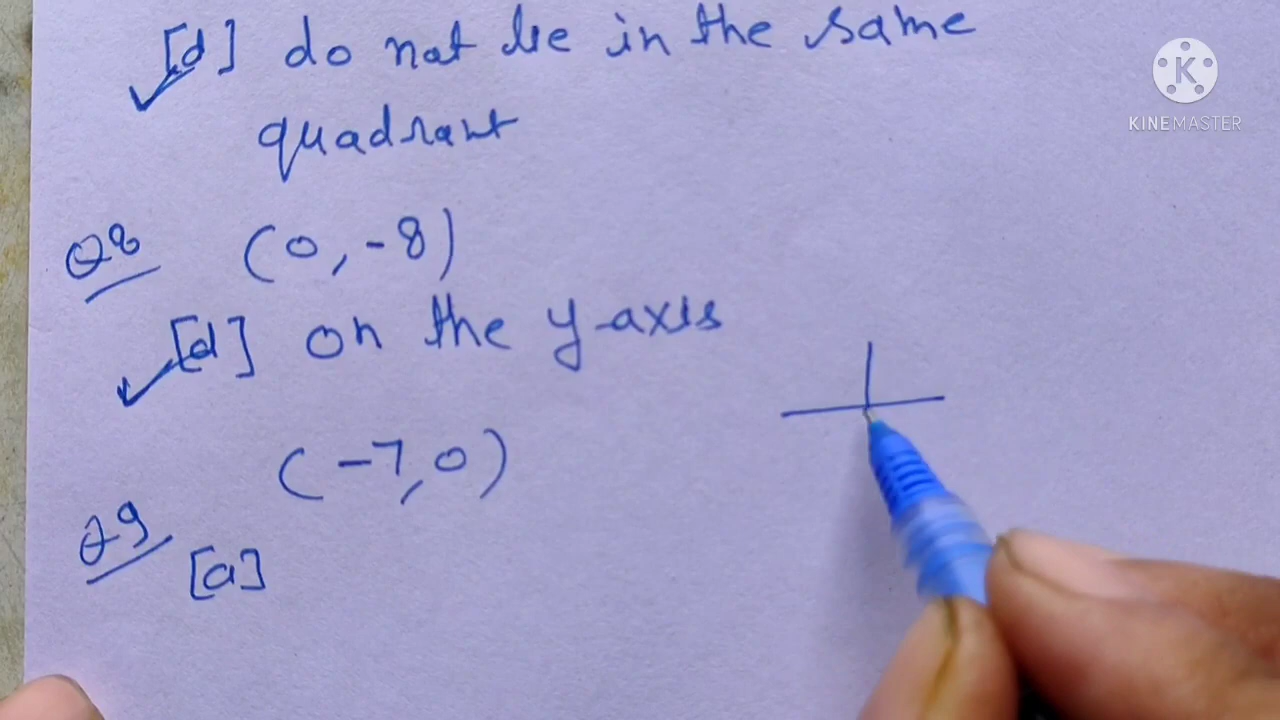 [d] do not lie in the same
quadrant
Q8 (0, -8)
[d] on the y-axis
(-7, 0)
Q9
[a]
K
KINEMASTER